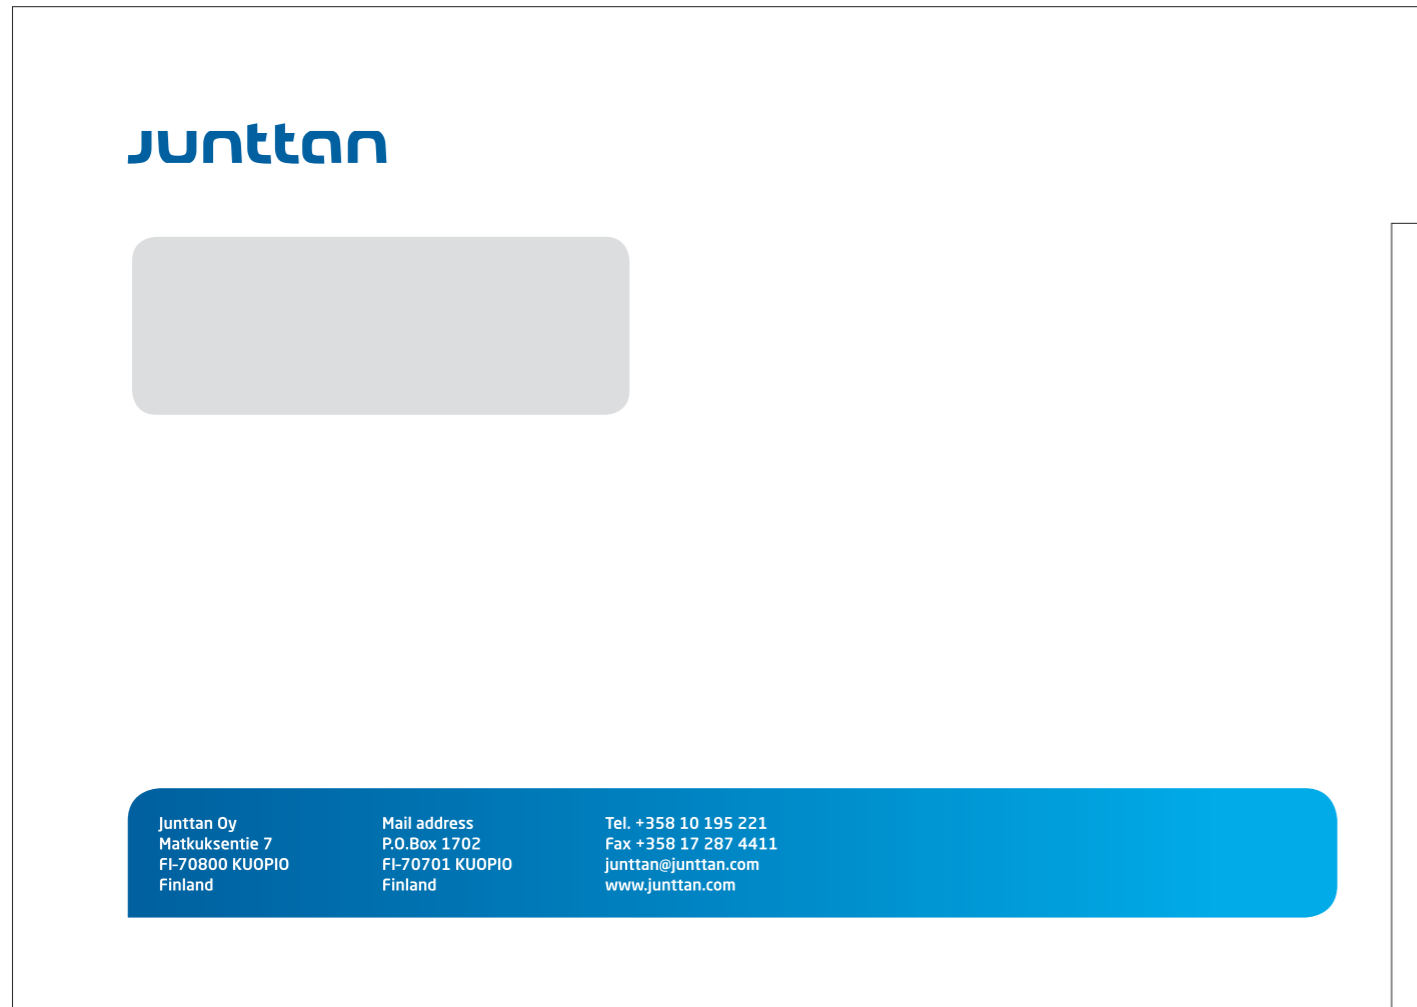 Junttan
Junttan Oy
Matkuksentie 7
FI-70800 KUOPIO
Finland
Mail address
P.O.Box 1702
FI-70701 KUOPIO
Finland
Tel. +358 10 195 221
Fax +358 17 287 4411
junttan@junttan.com
www.junttan.com